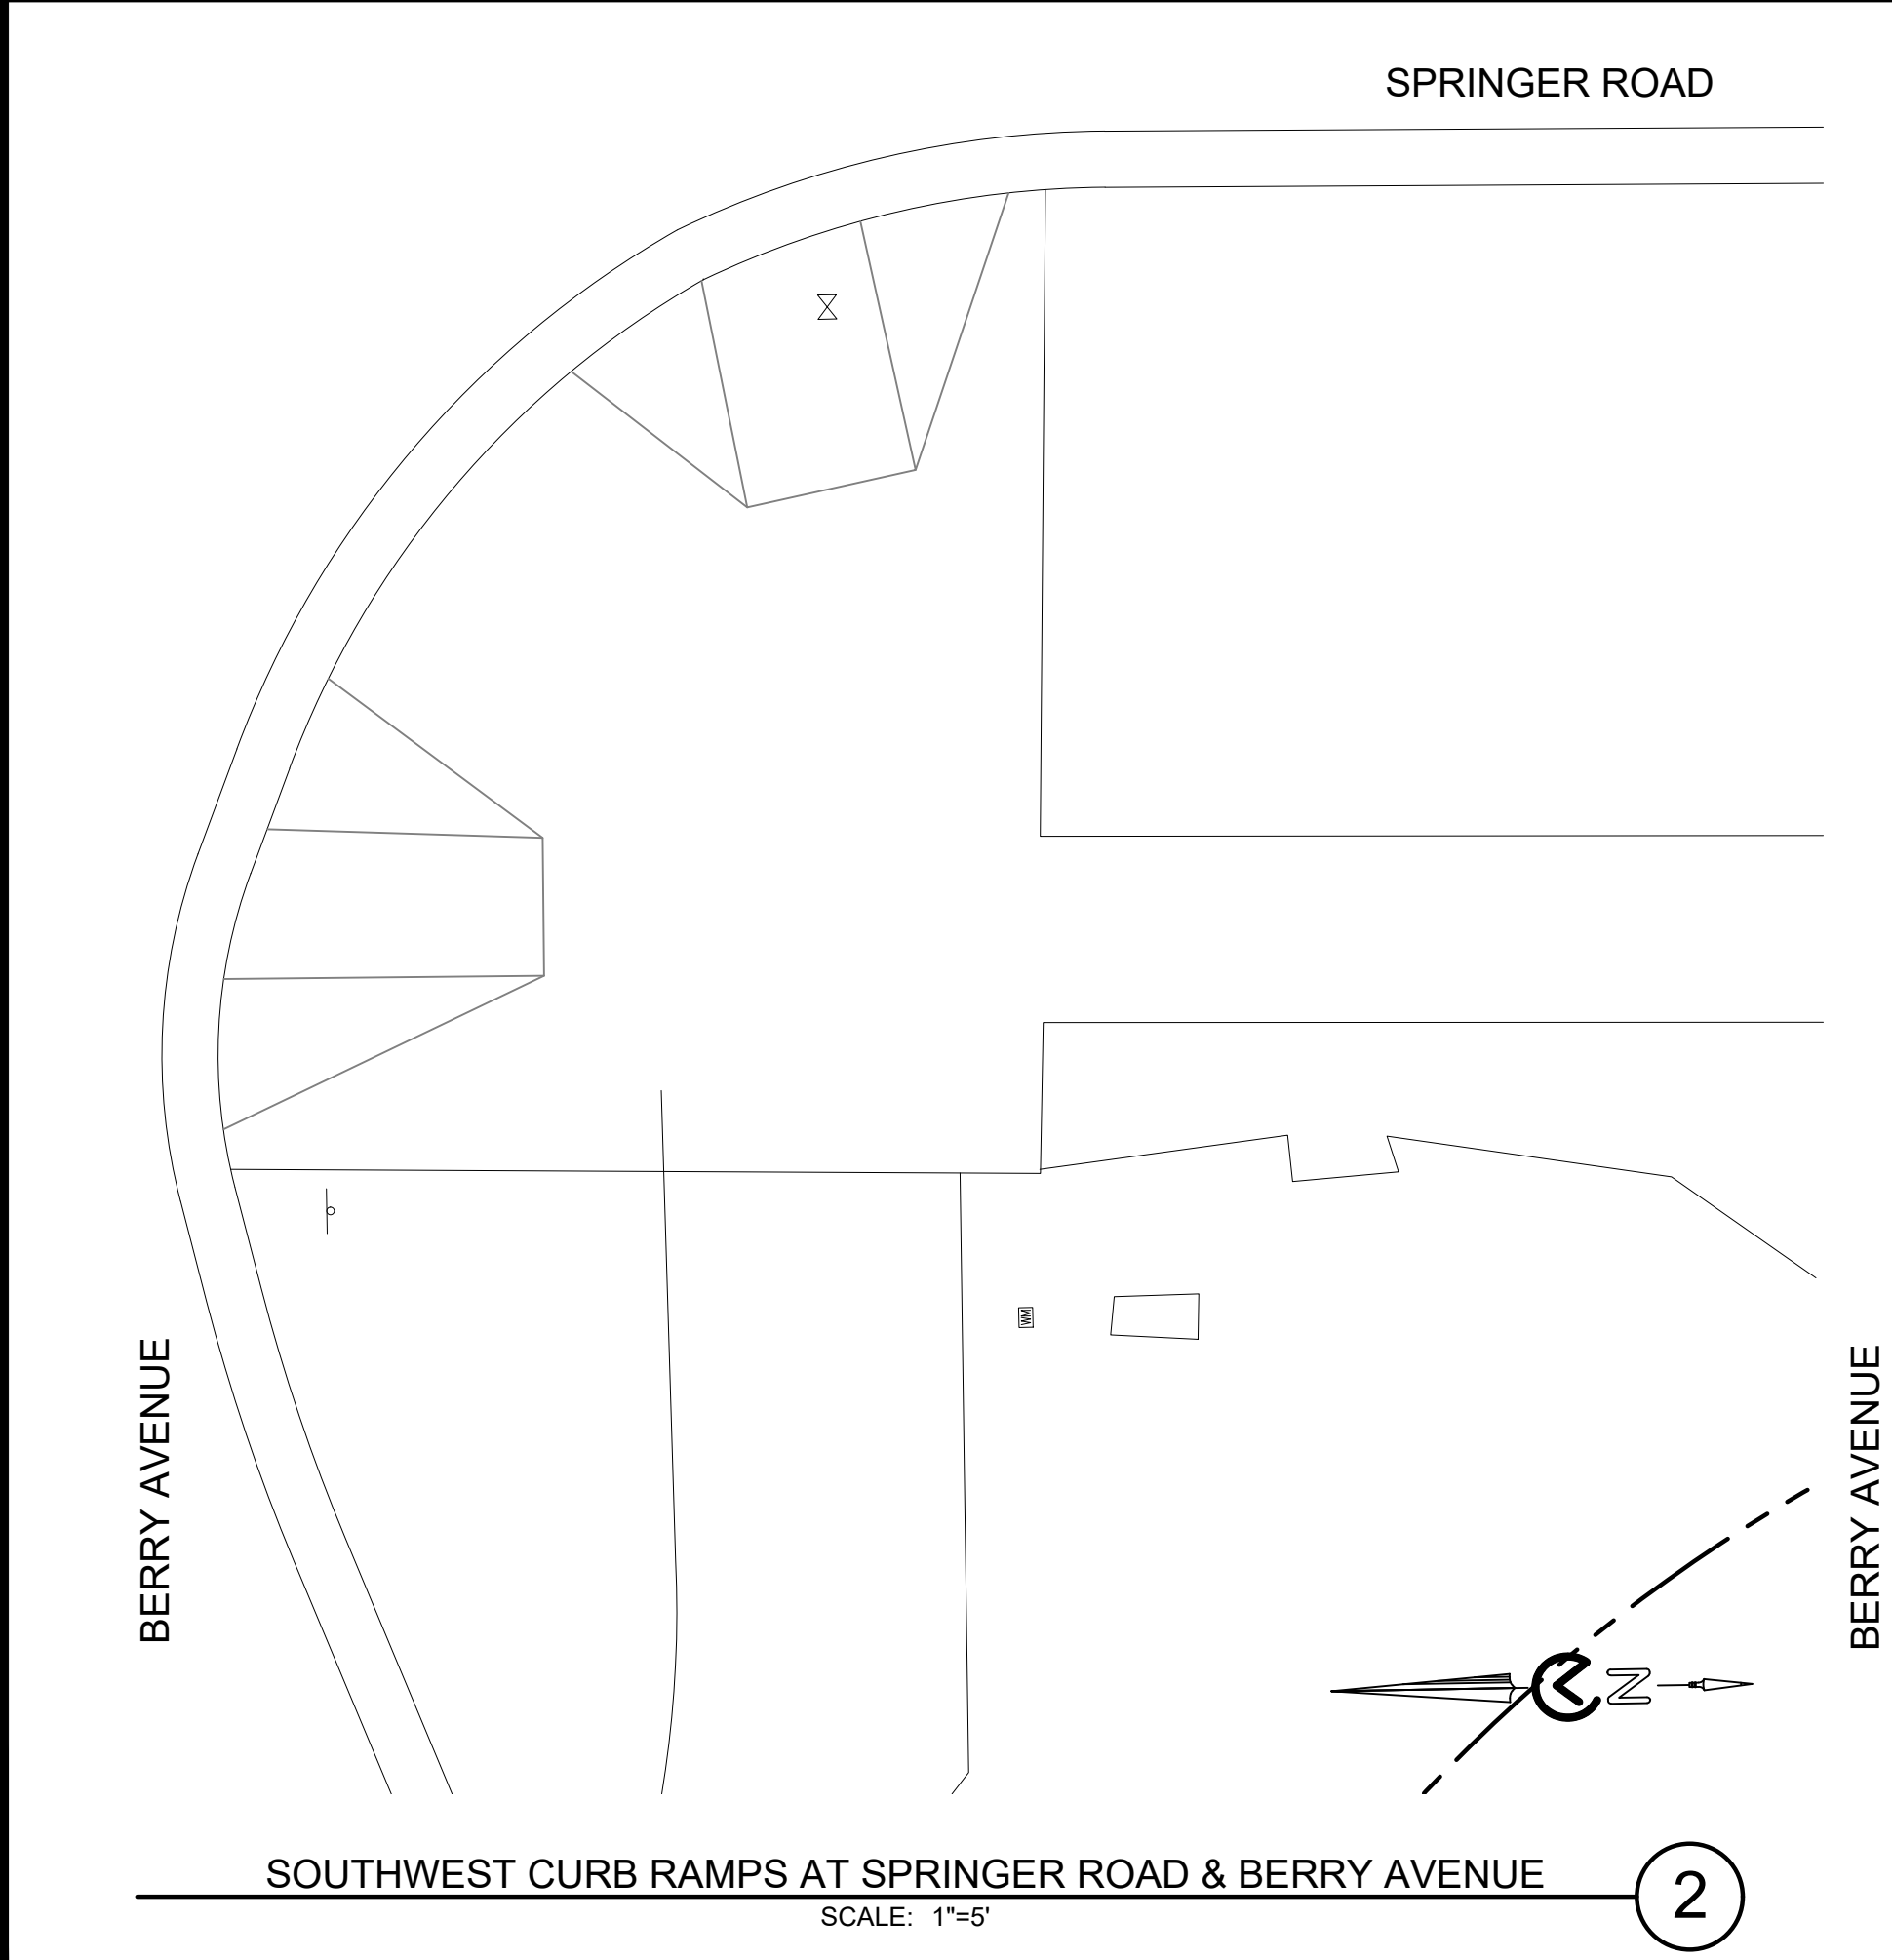 SPRINGER ROAD
WM
BERRY AVENUE
BERRY AVENUE
N
SOUTHWEST CURB RAMPS AT SPRINGER ROAD & BERRY AVENUE
2
SCALE: 1"=5'